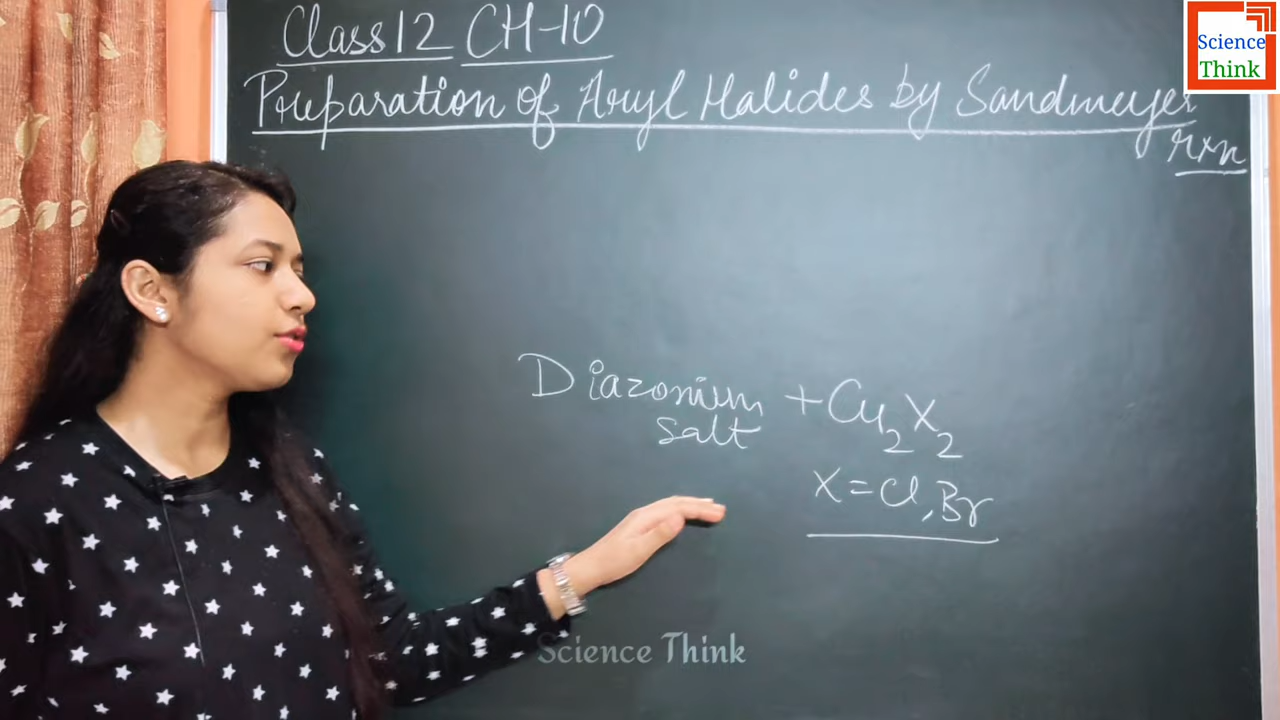 Class 12 CH-10
Preparation of Aryl Halides by Sandmeyer
rxn
Diazonium + Cu2X2
salt
X = Cl, Br
Science
Think
Science Think